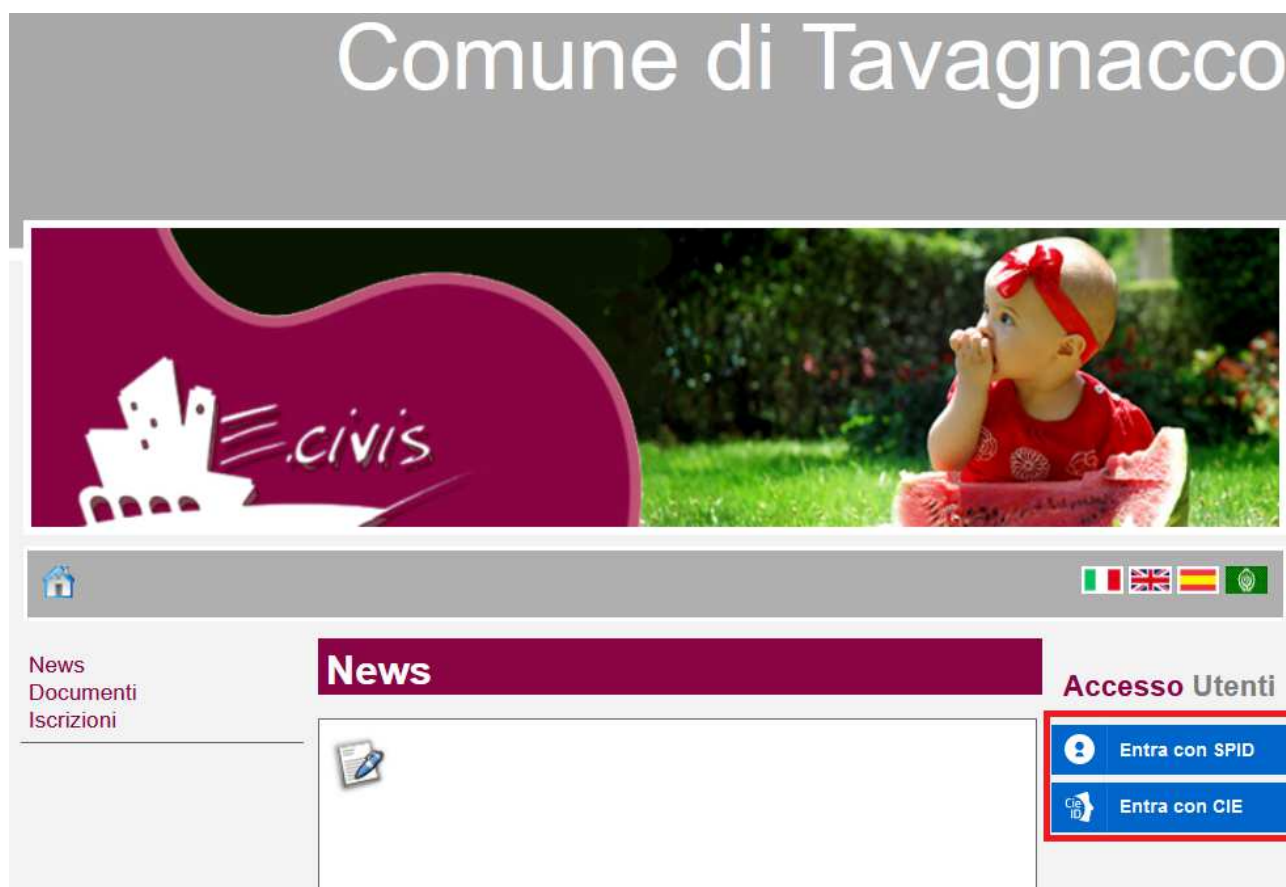 Comune di Tavagnacco
E.civis
News
Documenti
Iscrizioni
News
Accesso Utenti
Entra con SPID
Cie ID
Entra con CIE